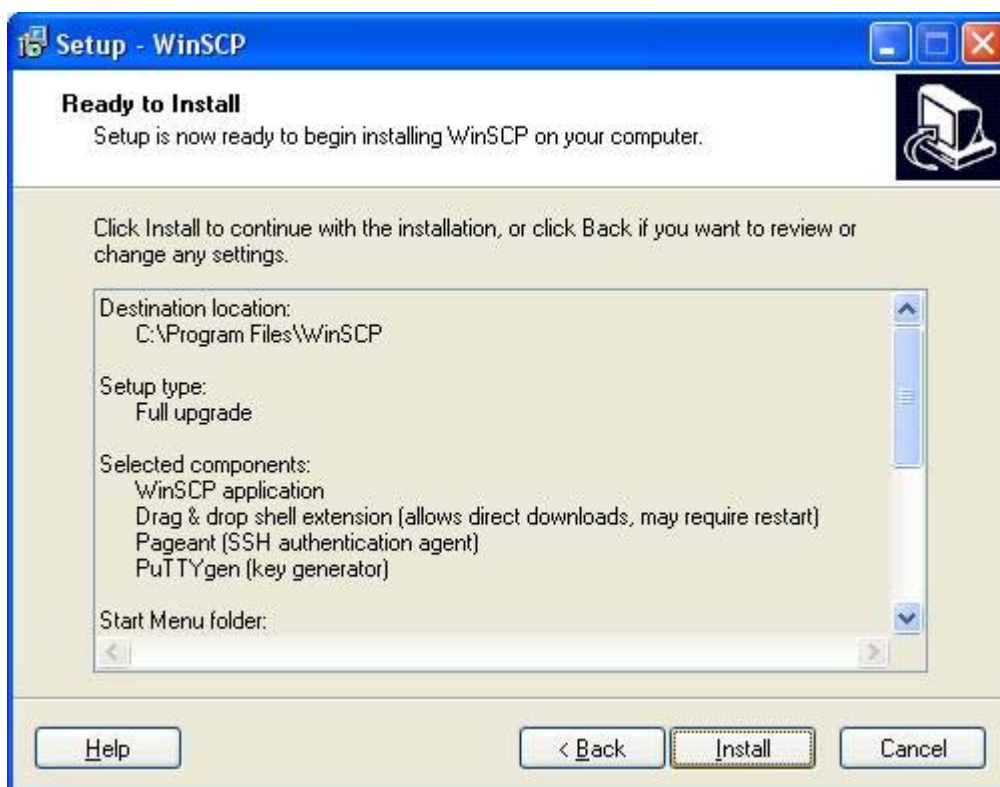 Setup - WinSCP
Ready to Install
Setup is now ready to begin installing WinSCP on your computer.
Click Install to continue with the installation, or click Back if you want to review or
change any settings.
Destination location:
C:\Program Files\WinSCP
Setup type:
Full upgrade
Selected components:
WinSCP application
Drag & drop shell extension (allows direct downloads, may require restart)
Pageant (SSH authentication agent)
PuTTYgen (key generator)
Start Menu folder:
Help
< Back
Install
Cancel